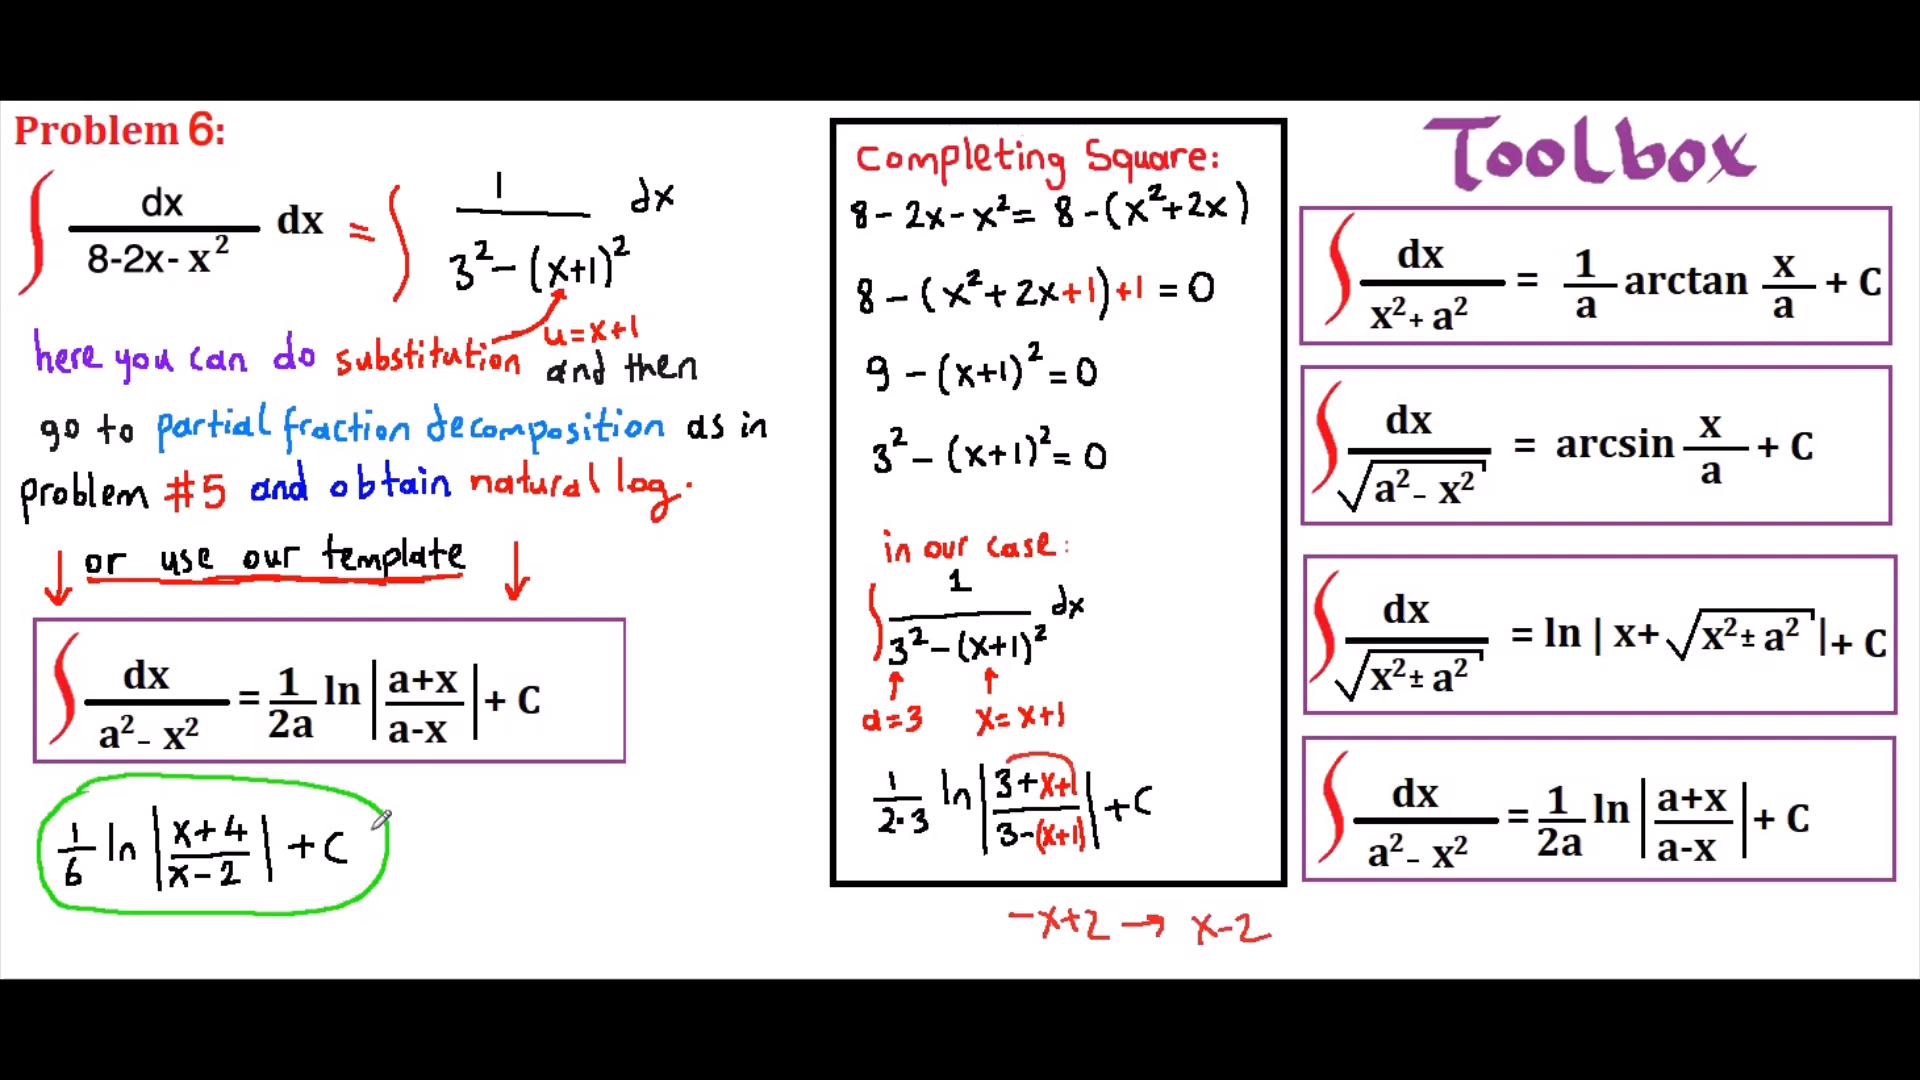 Problem 6:
∫ dx / (8-2x-x²) dx = ∫ 1 / (3² - (x+1)²) dx
u=x+1
here you can do substitution and then
go to partial fraction decomposition as in
problem #5 and obtain natural log.
or use our template
∫ dx / (a² - x²) = 1/2a ln |a+x / a-x| + C
1/6 ln |x+4 / x-2| + C
Completing Square:
8 - 2x - x² = 8 - (x²+2x)
8 - (x² + 2x +1) +1 = 0
9 - (x+1)² = 0
3² - (x+1)² = 0
in our case:
∫ 1 / (3² - (x+1)²) dx
a=3 x=x+1
1/2·3 ln |3+x+1 / 3-(x+1)| + C
-x+2 → x-2
Toolbox
∫ dx / (x² + a²) = 1/a arctan x/a + C
∫ dx / √(a² - x²) = arcsin x/a + C
∫ dx / √(x² ± a²) = ln | x+ √(x² ± a²) | + C
∫ dx / (a² - x²) = 1/2a ln |a+x / a-x| + C